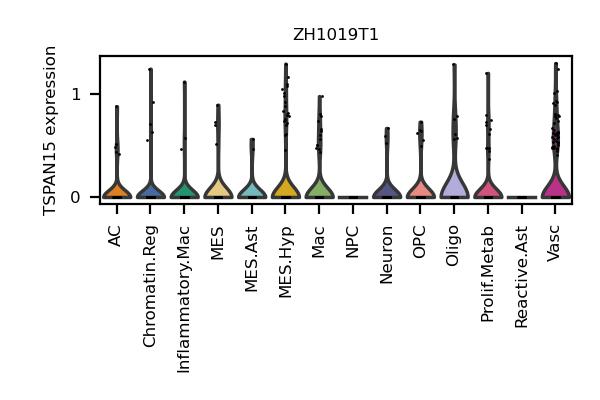 ZH1019T1
TSPAN15 expression
1
0
AC
Chromatin.Reg
Inflammatory.Mac
MES
MES.Ast
MES.Hyp
Mac
NPC
Neuron
OPC
Oligo
Prolif.Metab
Reactive.Ast
Vasc